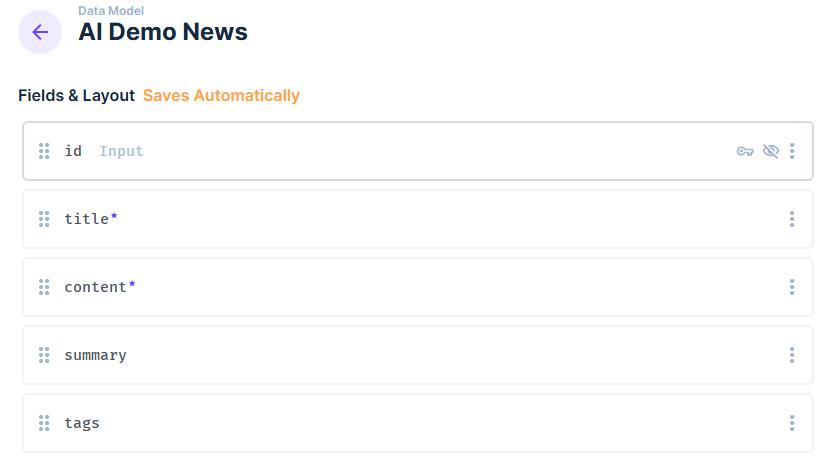 Data Model
AI Demo News
Fields & Layout Saves Automatically
id Input
title*
content*
summary
tags